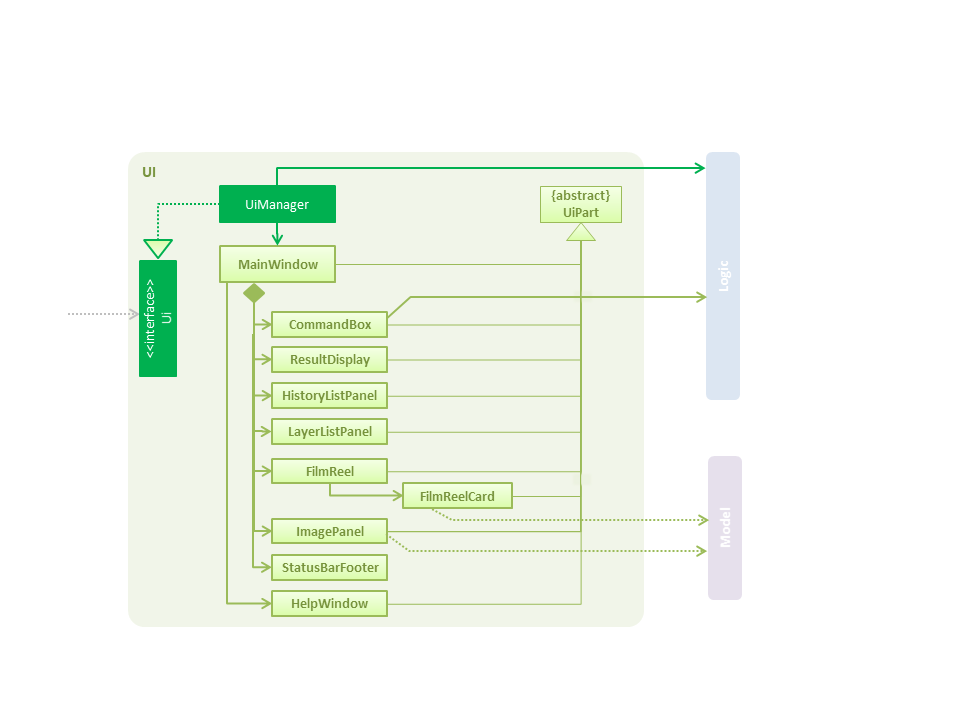 UI
UiManager
{abstract}
UiPart
MainWindow
<<interface>>
Ui
Logic
CommandBox
ResultDisplay
HistoryListPanel
LayerListPanel
FilmReel
FilmReelCard
Model
ImagePanel
StatusBarFooter
HelpWindow